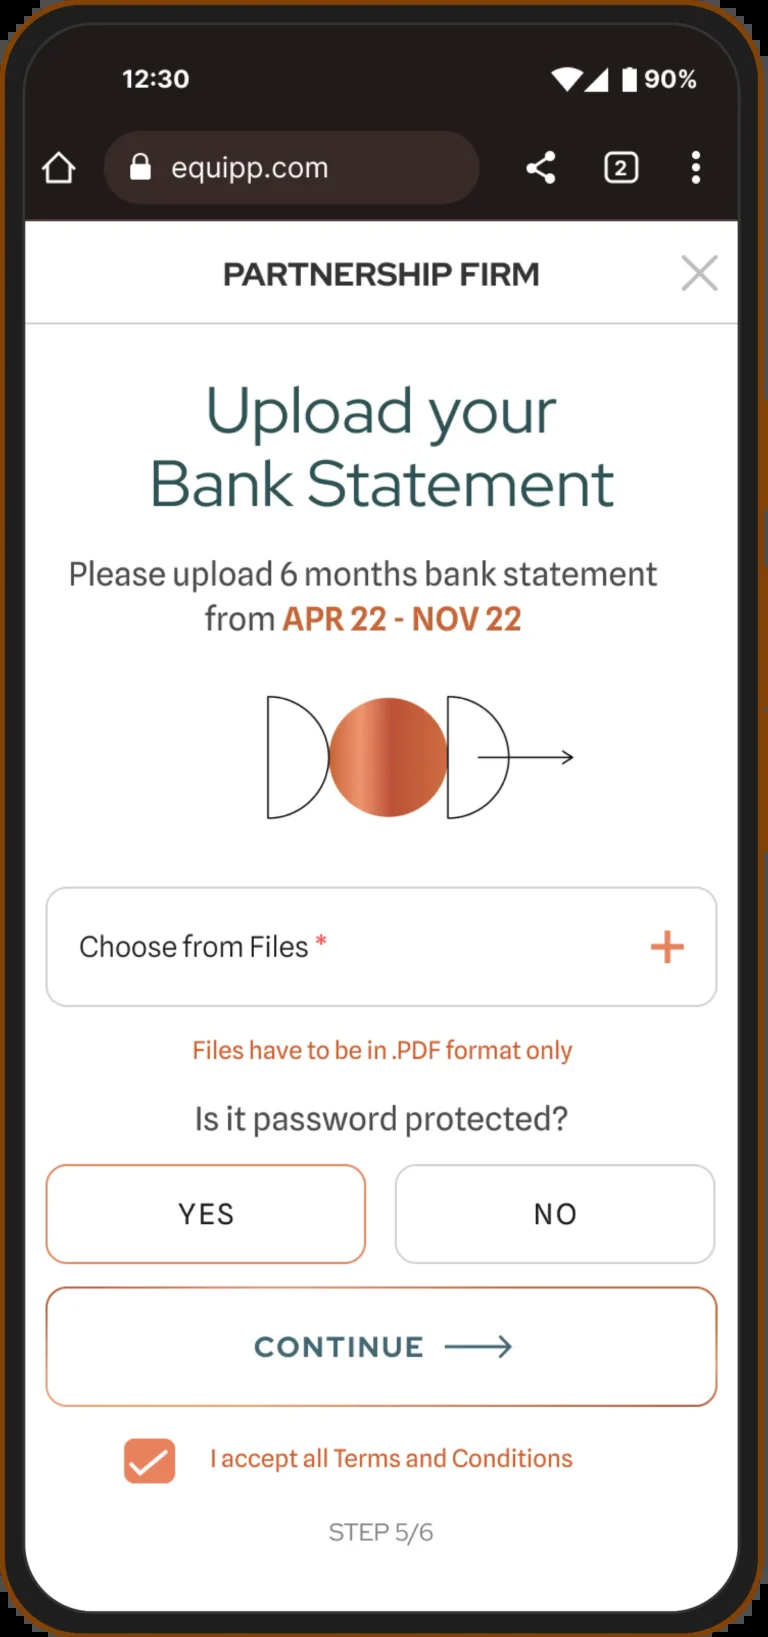 12:30
90%
equipp.com
2
PARTNERSHIP FIRM
Upload your
Bank Statement
Please upload 6 months bank statement
from APR 22 - NOV 22
Choose from Files *
Files have to be in .PDF format only
Is it password protected?
YES
NO
CONTINUE
I accept all Terms and Conditions
STEP 5/6